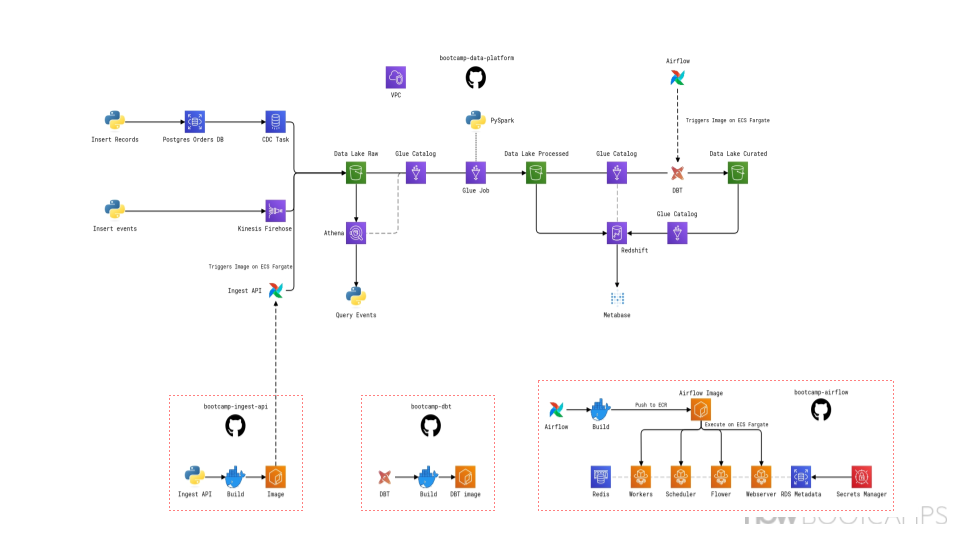 bootcamp-data-platform
Airflow
VPC
PySpark
Triggers Image on ECS Fargate
Insert Records
Postgres Orders DB
CDC Task
Data Lake Raw
Glue Catalog
Glue Job
Data Lake Processed
Glue Catalog
DBT
Data Lake Curated
Insert events
Kinesis Firehose
Athena
Glue Catalog
Redshift
Triggers Image on ECS Fargate
Ingest API
Query Events
Metabase
bootcamp-ingest-api
Ingest API
Build
Image
bootcamp-dbt
DBT
Build
DBT image
bootcamp-airflow
Airflow Image
Push to ECR
Airflow
Build
Execute on ECS Fargate
Redis
Workers
Scheduler
Flower
Webserver
RDS Metadata
Secrets Manager
BOOTCAMPS